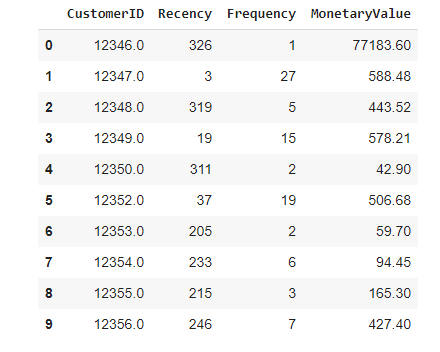 CustomerID Recency Frequency MonetaryValue
0 12346.0 326 1 77183.60
1 12347.0 3 27 588.48
2 12348.0 319 5 443.52
3 12349.0 19 15 578.21
4 12350.0 311 2 42.90
5 12352.0 37 19 506.68
6 12353.0 205 2 59.70
7 12354.0 233 6 94.45
8 12355.0 215 3 165.30
9 12356.0 246 7 427.40